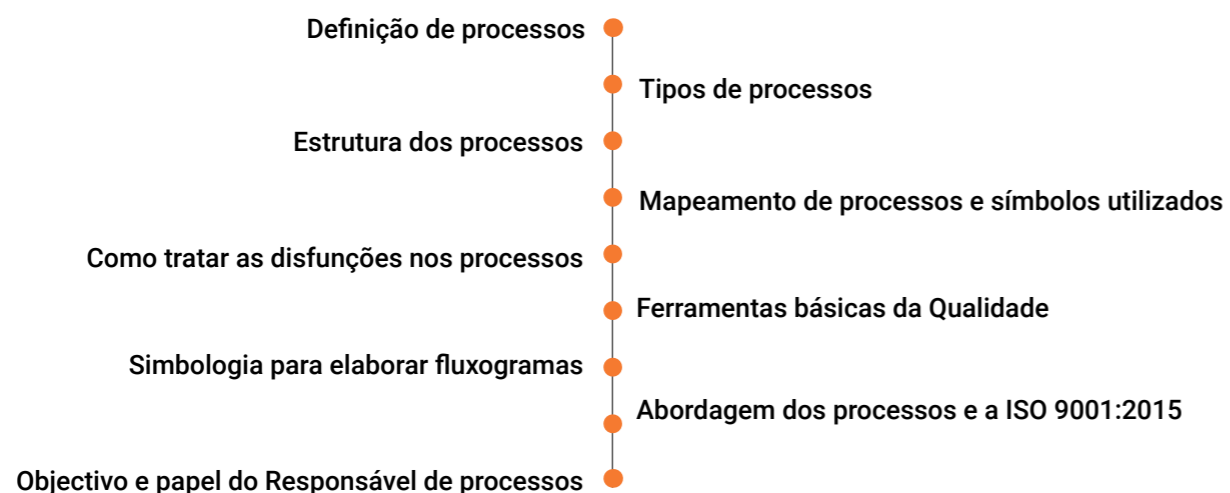 Definição de processos
Tipos de processos
Estrutura dos processos
Mapeamento de processos e símbolos utilizados
Como tratar as disfunções nos processos
Ferramentas básicas da Qualidade
Simbologia para elaborar fluxogramas
Abordagem dos processos e a ISO 9001:2015
Objectivo e papel do Responsável de processos